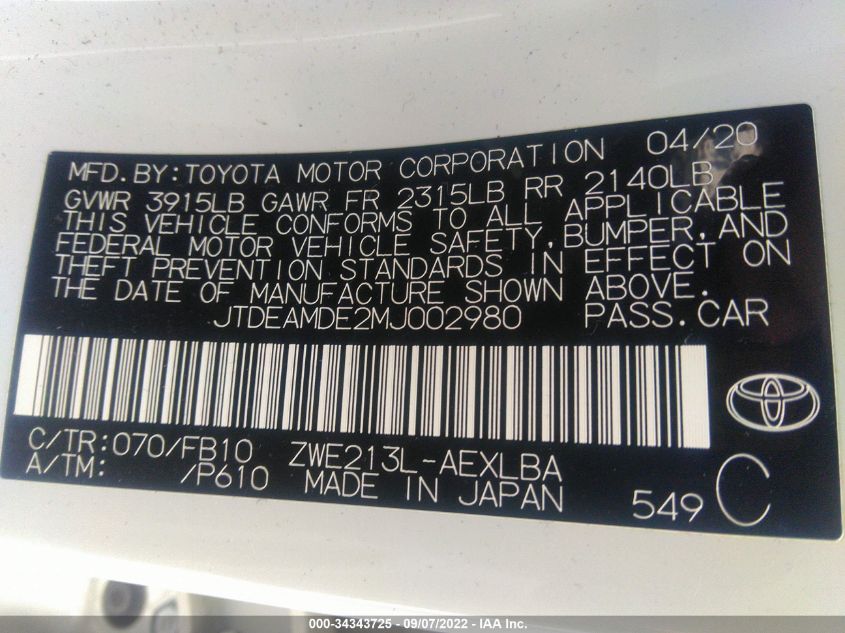 MFD. BY: TOYOTA MOTOR CORPORATION 04/20
GVWR 3915LB GAWR FR 2315LB RR 2140LB
THIS VEHICLE CONFORMS TO ALL APPLICABLE
FEDERAL MOTOR VEHICLE SAFETY, BUMPER, AND
THEFT PREVENTION STANDARDS IN EFFECT ON
THE DATE OF MANUFACTURE SHOWN ABOVE.
JTDEAMDE2MJ002980 PASS. CAR
C/TR: 070/FB10 ZWE213L-AEXLBA
A/TM: /P610 MADE IN JAPAN 549 C
000-34343725 - 09/07/2022 - IAA Inc.